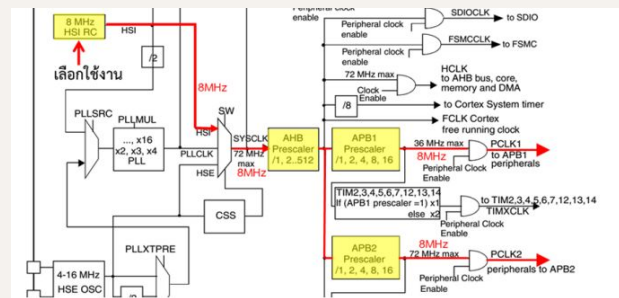 8 MHz
HSI RC
HSI
เลือกใช้งาน
/2
8MHz
SW
PLLSRC
PLLMUL
..., x16
x2, x3, x4
PLL
HSI
PLLCLK
HSE
SYSCLK
72 MHz
max
8MHz
CSS
PLLXTPRE
4-16 MHz
HSE OSC
AHB
Prescaler
/1, 2..512
enable
Peripheral clock
enable
SDIOCLK
to SDIO
Peripheral clock
enable
FSMCCLK
to FSMC
72 MHz max
Clock
Enable
HCLK
to AHB bus, core,
memory and DMA
/8
to Cortex System timer
FCLK Cortex
free running clock
APB1
Prescaler
/1, 2, 4, 8, 16
36 MHz max
8MHz
PCLK1
to APB1
peripherals
Peripheral Clock
Enable
TIM2,3,4,5,6,7,12,13,14
If (APB1 prescaler =1) x1
else x2
to TIM2,3,4,5,6,7,12,13,14
TIMXCLK
Peripheral Clock
Enable
APB2
Prescaler
/1, 2, 4, 8, 16
8MHz
72 MHz max
PCLK2
peripherals to APB2
Peripheral Clock
Enable